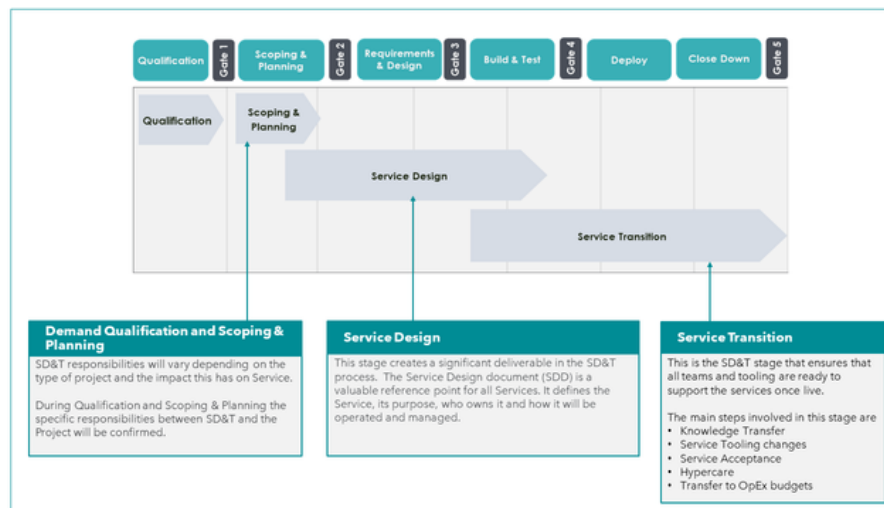 Qualification
Gate 1
Scoping &
Planning
Gate 2
Requirements
& Design
Gate 3
Build & Test
Gate 4
Deploy
Close Down
Gate 5
Qualification
Scoping &
Planning
Service Design
Service Transition
Demand Qualification and Scoping &
Planning
SD&T responsibilities will vary depending on the
type of project and the impact this has on Service.
During Qualification and Scoping & Planning the
specific responsibilities between SD&T and the
Project will be confirmed.
Service Design
This stage creates a significant deliverable in the SD&T
process. The Service Design document (SDD) is a
valuable reference point for all Services. It defines the
Service, its purpose, who owns it and how it will be
operated and managed.
Service Transition
This is the SD&T stage that ensures that
all teams and tooling are ready to
support the services once live.
The main steps involved in this stage are
• Knowledge Transfer
• Service Tooling changes
• Service Acceptance
• Hypercare
• Transfer to OpEx budgets